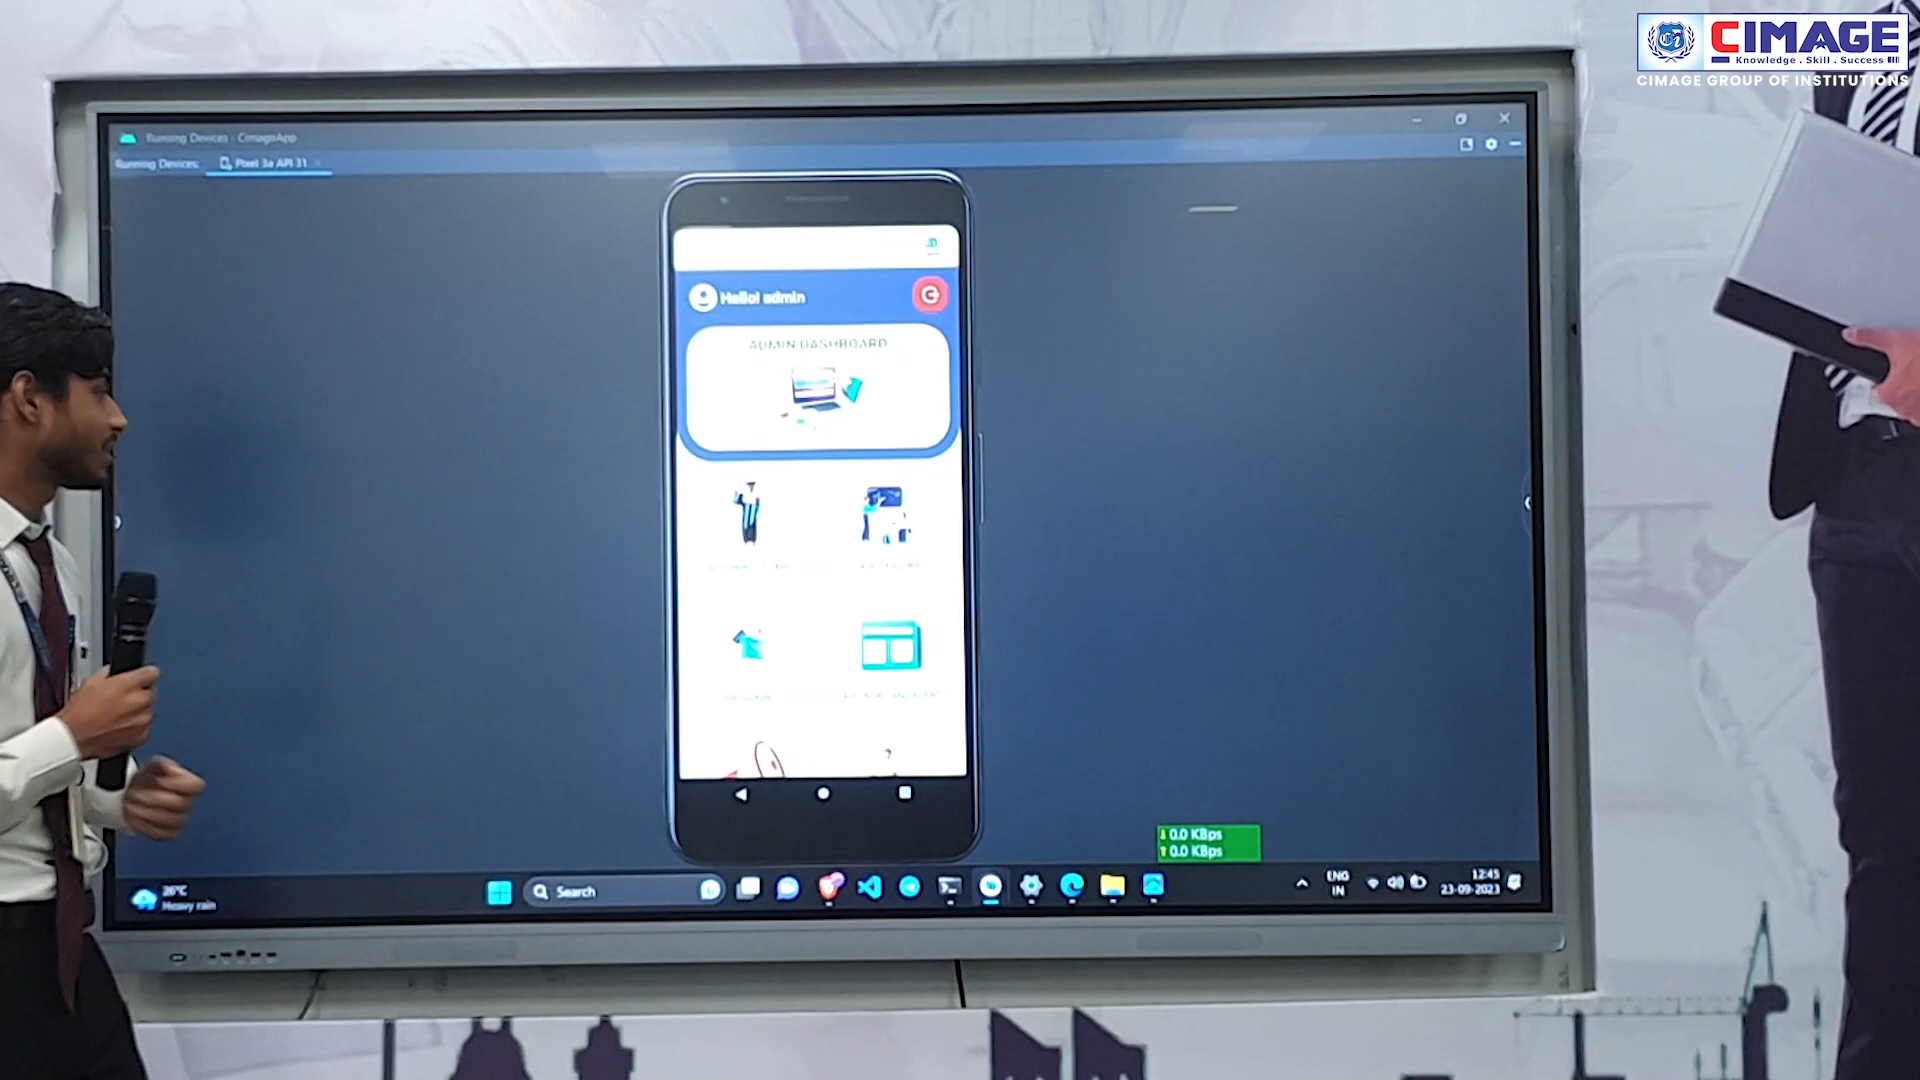 CIMAGE
Knowledge . Skill . Success
CIMAGE GROUP OF INSTITUTIONS
Running Devices - CimageApp
Running Devices: Pixel 3a API 31
Hello! admin
ADMIN DASHBOARD
0.0 KBps
0.0 KBps
26°C
Heavy rain
Search
ENG
IN
12:45
23-09-2023